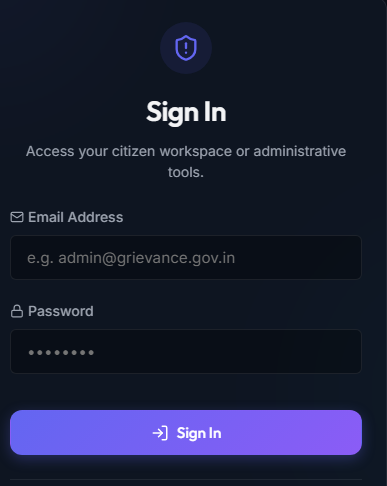 Sign In
Access your citizen workspace or administrative
tools.
Email Address
e.g. admin@grievance.gov.in
Password
••••••••
Sign In